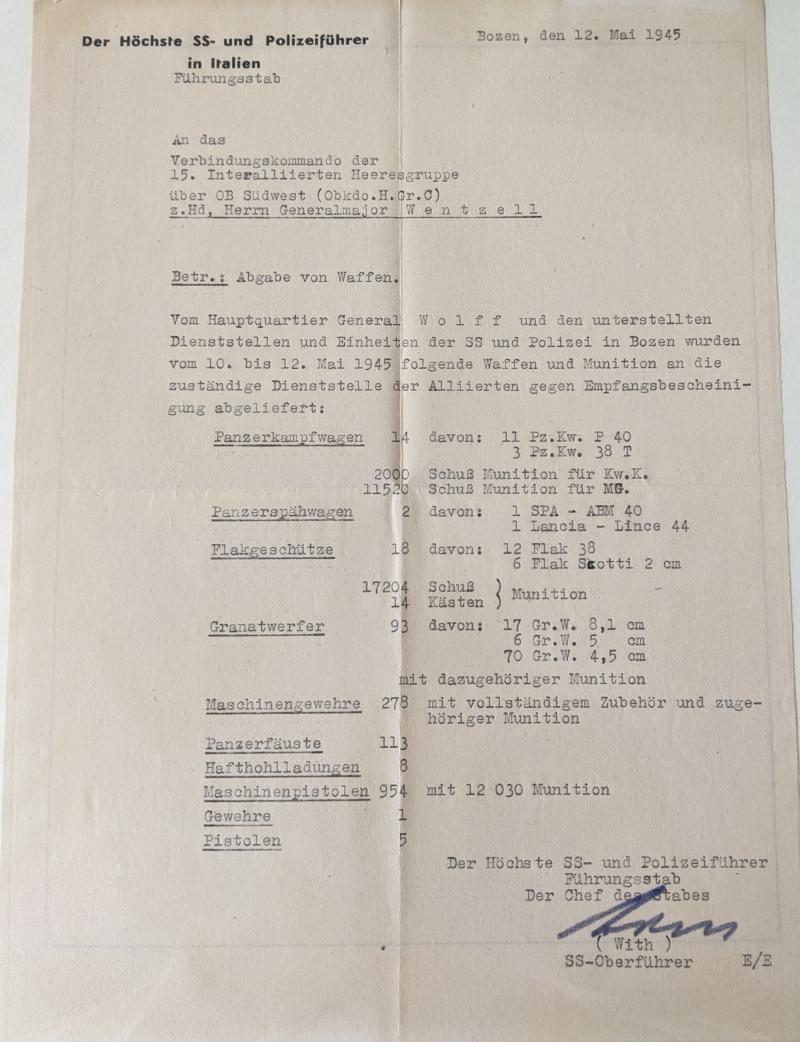 Der Höchste SS- und Polizeiführer
in Italien
Führungsstab
Bozen, den 12. Mai 1945
An das
Verbindungskommando der
15. Interalliierten Heeresgruppe
über OB Südwest (Obkdo.H.Gr.C)
z.Hd, Herrn Generalmajor W e n t z e l l
Betr.: Abgabe von Waffen.
Vom Hauptquartier General W o l f f und den unterstellten
Dienststellen und Einheiten der SS und Polizei in Bozen wurden
vom 10. bis 12. Mai 1945 folgende Waffen und Munition an die
zuständige Dienststelle der Alliierten gegen Empfangsbescheini-
gung abgeliefert:
Panzerkampfwagen 14 davon: 11 Pz.Kw. P 40
3 Pz.Kw. 38 T
2000 Schuß Munition für Kw.K.
11520 Schuß Munition für MG.
Panzerspähwagen 2 davon: 1 SPA - ABM 40
1 Lancia - Lince 44
Flakgeschütze 18 davon: 12 Flak 38
6 Flak Scotti 2 cm
17204 Schuß
14 Kästen } Munition
Granatwerfer 93 davon: 17 Gr.W. 8,1 cm
6 Gr.W. 5 cm
70 Gr.W. 4,5 cm
mit dazugehöriger Munition
Maschinengewehre 278 mit vollständigem Zubehör und zuge-
höriger Munition
Panzerfäuste 113
Hafthohlladungen 8
Maschinenpistolen 954 mit 12 030 Munition
Gewehre 1
Pistolen 5
Der Höchste SS- und Polizeiführer
Führungsstab
Der Chef des Stabes
( With )
SS-Oberführer E/E